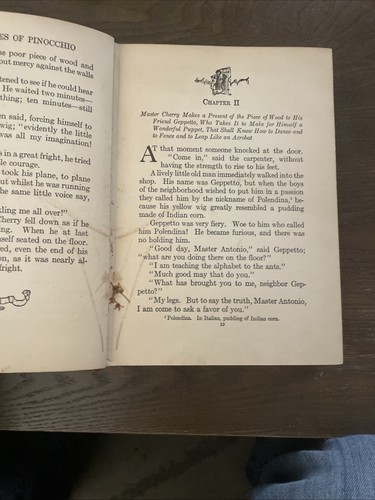 ES OF PINOCCHIO
e poor piece of wood and
out mercy against the walls
tened to see if he could hear
He waited two minutes—
thing; ten minutes—still
en said, forcing himself to
wig; "evidently the little
was all my imagination!
s in a great fright, he tried
le courage.
took his plane, to plane
but whilst he was running
the same little voice say,
kling me all over!"
Cherry fell down as if he
ing. When he at last
self seated on the floor.
red, even the end of his
on, as it was nearly al-
fright.
CHAPTER II
Master Cherry Makes a Present of the Piece of Wood to His
Friend Geppetto, Who Takes It to Make for Himself a
Wonderful Puppet, That Shall Know How to Dance and
to Fence and to Leap Like an Acrobat
AT that moment someone knocked at the door.
"Come in," said the carpenter, without
having the strength to rise to his feet.
A lively little old man immediately walked into the
shop. His name was Geppetto, but when the boys
of the neighborhood wished to put him in a passion
they called him by the nickname of Polendina,¹ be-
cause his yellow wig greatly resembled a pudding
made of Indian corn.
Geppetto was very fiery. Woe to him who called
him Polendina! He became furious, and there was
no holding him.
"Good day, Master Antonio," said Geppetto;
"what are you doing there on the floor?"
"I am teaching the alphabet to the ants."
"Much good may that do you."
"What has brought you to me, neighbor Gep-
petto?"
"My legs. But to say the truth, Master Antonio,
I am come to ask a favor of you."
¹ Polendina. In Italian, pudding of Indian corn.